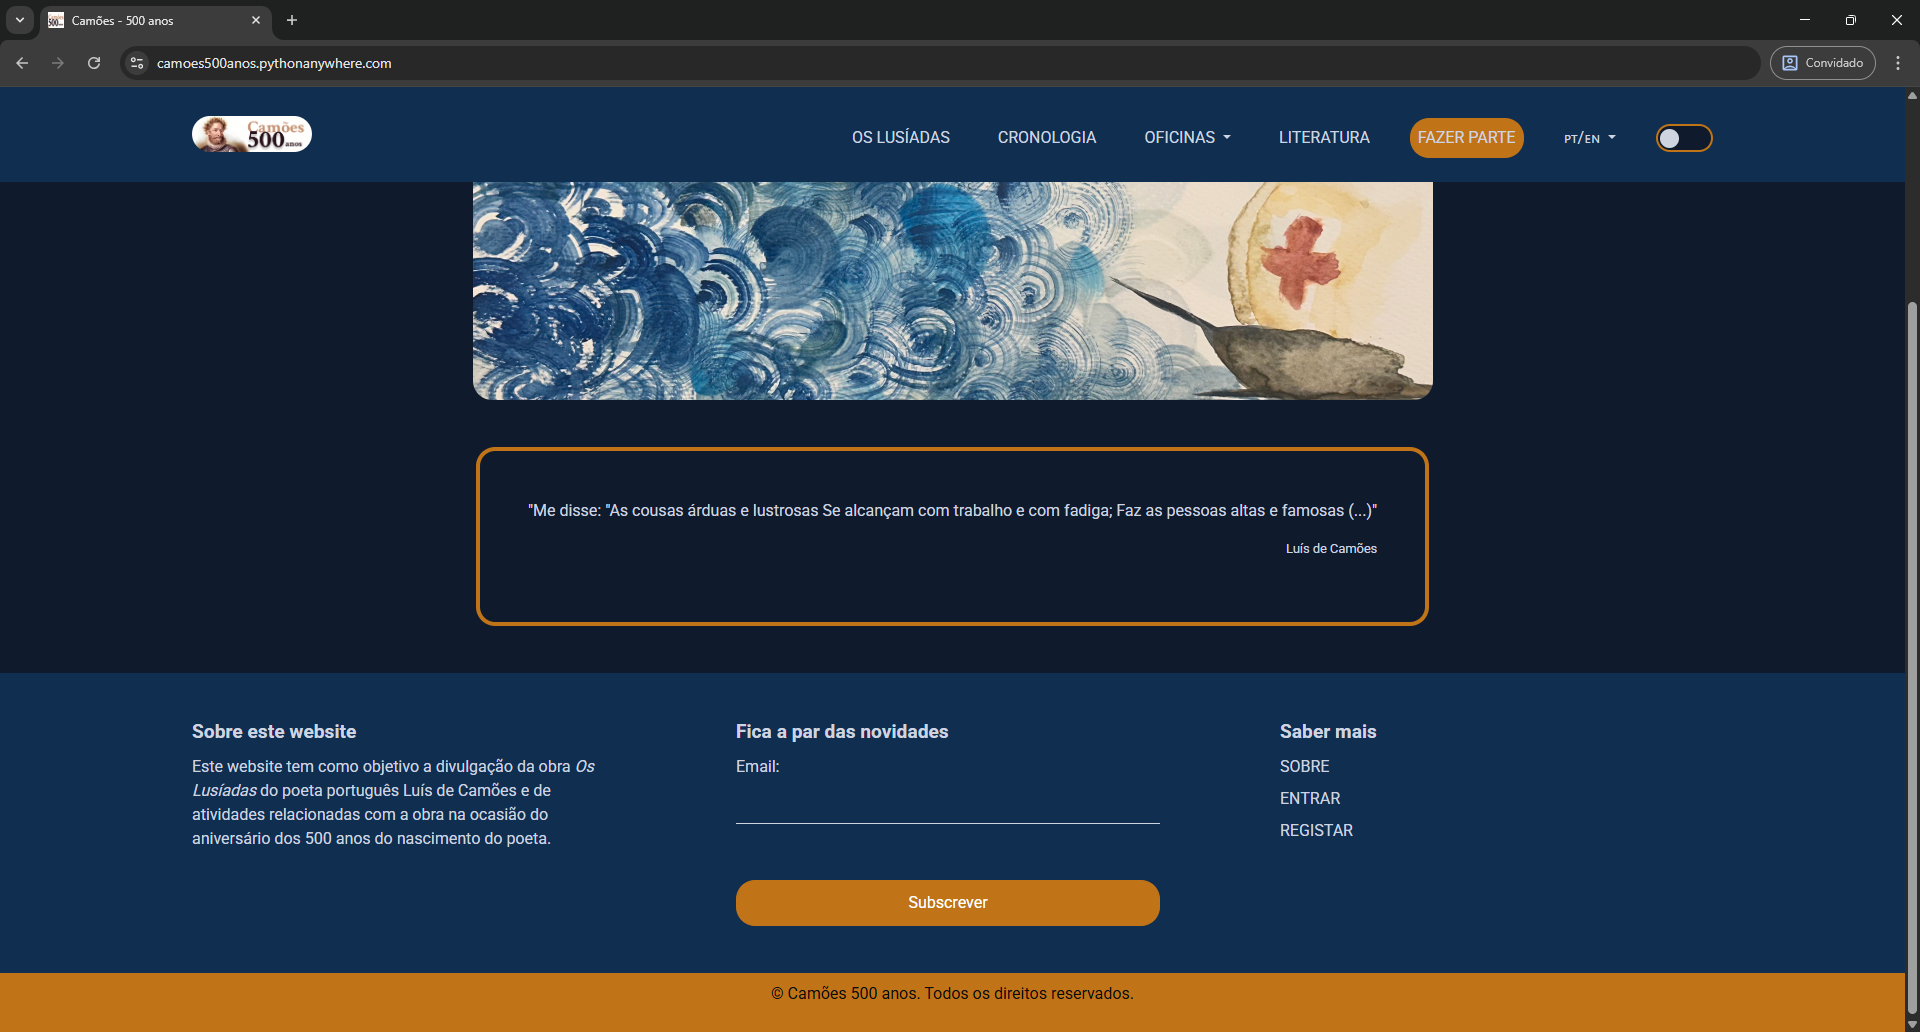 Camões - 500 anos
camoes500anos.pythonanywhere.com
Convidado
Camões
500 anos
OS LUSÍADAS
CRONOLOGIA
OFICINAS
LITERATURA
FAZER PARTE
PT/EN
"Me disse: "As cousas árduas e lustrosas Se alcançam com trabalho e com fadiga; Faz as pessoas altas e famosas (...)"
Luís de Camões
Sobre este website
Este website tem como objetivo a divulgação da obra Os
Lusíadas do poeta português Luís de Camões e de
atividades relacionadas com a obra na ocasião do
aniversário dos 500 anos do nascimento do poeta.
Fica a par das novidades
Email:
Subscrever
Saber mais
SOBRE
ENTRAR
REGISTAR
© Camões 500 anos. Todos os direitos reservados.